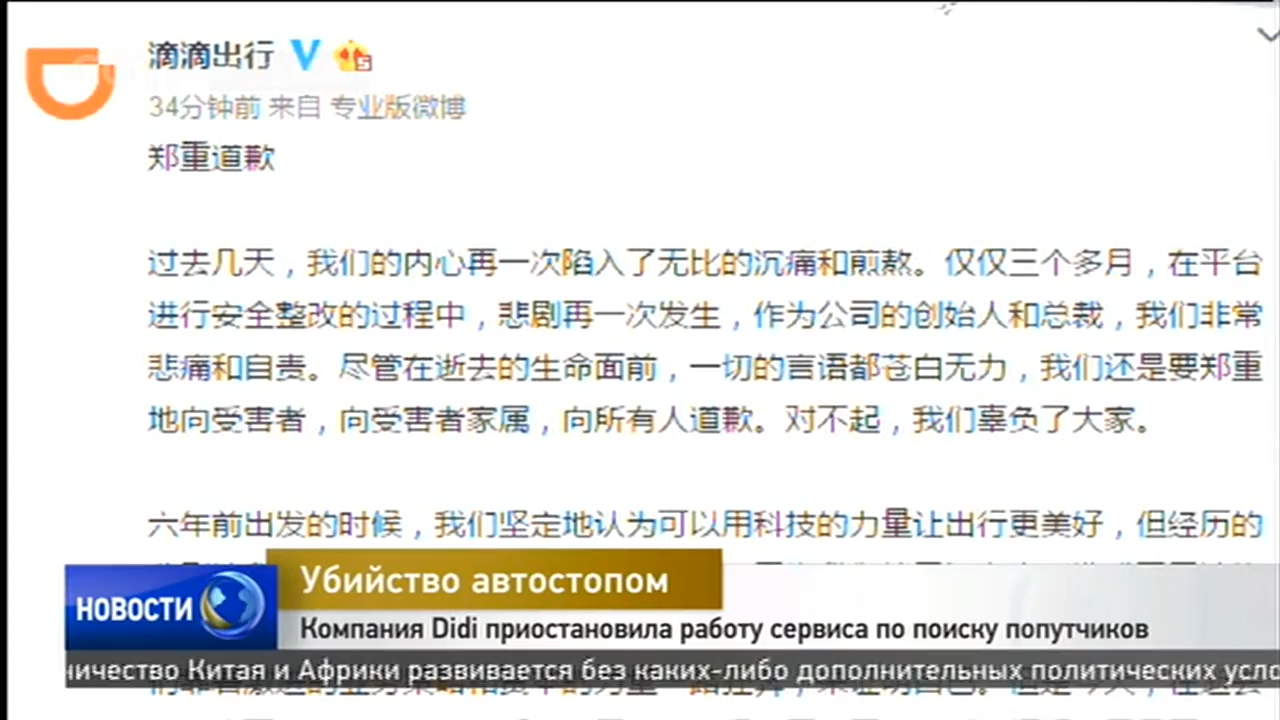 滴滴出行
34分钟前 来自 专业版微博
郑重道歉
过去几天，我们的内心再一次陷入了无比的沉痛和煎熬。仅仅三个多月，在平台
进行安全整改的过程中，悲剧再一次发生，作为公司的创始人和总裁，我们非常
悲痛和自责。尽管在逝去的生命面前，一切的言语都苍白无力，我们还是要郑重
地向受害者，向受害者家属，向所有人道歉。对不起，我们辜负了大家。
六年前出发的时候，我们坚定地认为可以用科技的力量让出行更美好，但经历的
Убийство автостопом
НОВОСТИ
Компания Didi приостановила работу сервиса по поиску попутчиков
ничество Китая и Африки развивается без каких-либо дополнительных политических усло